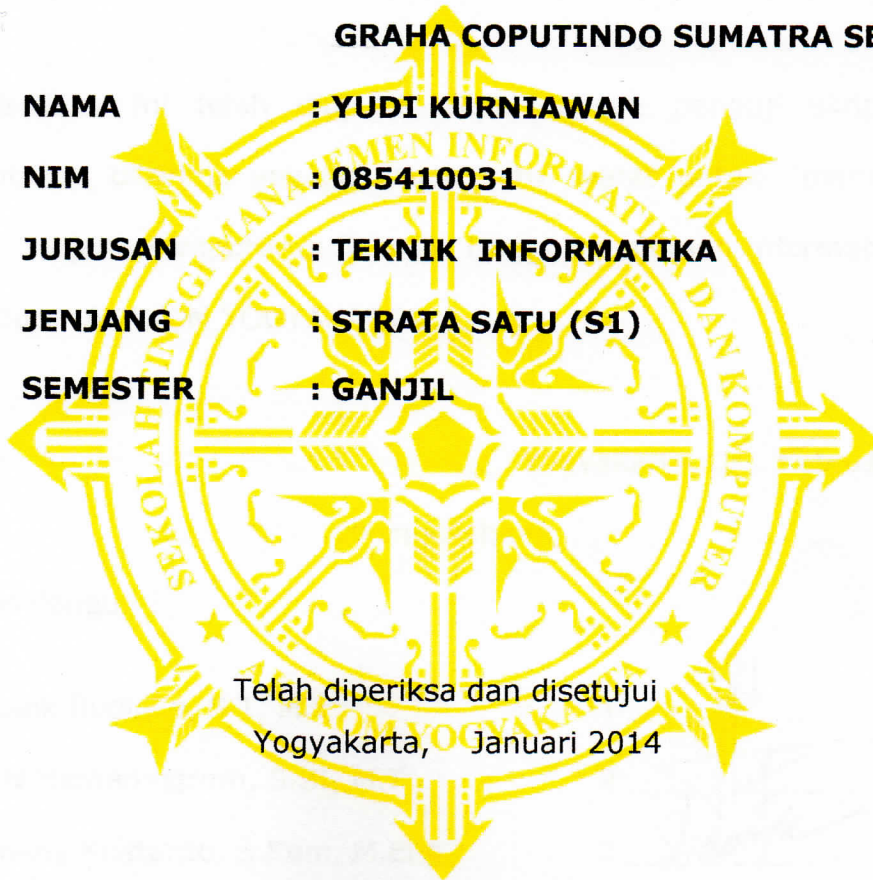 GRAHA COPUTINDO SUMATRA SE
NAMA : YUDI KURNIAWAN
NIM : 085410031
JURUSAN : TEKNIK INFORMATIKA
JENJANG : STRATA SATU (S1)
SEMESTER : GANJIL
SEKOLAH TINGGI MANAJEMEN INFORMATIKA DAN KOMPUTER
Telah diperiksa dan disetujui
YOGYAKARTA
Yogyakarta, Januari 2014